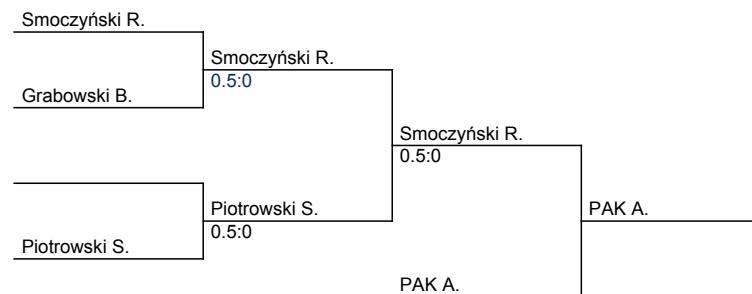 Smoczyński R.
Smoczyński R.
0.5:0
Grabowski B.
Smoczyński R.
0.5:0
Piotrowski S.
0.5:0
PAK A.
Piotrowski S.
PAK A.